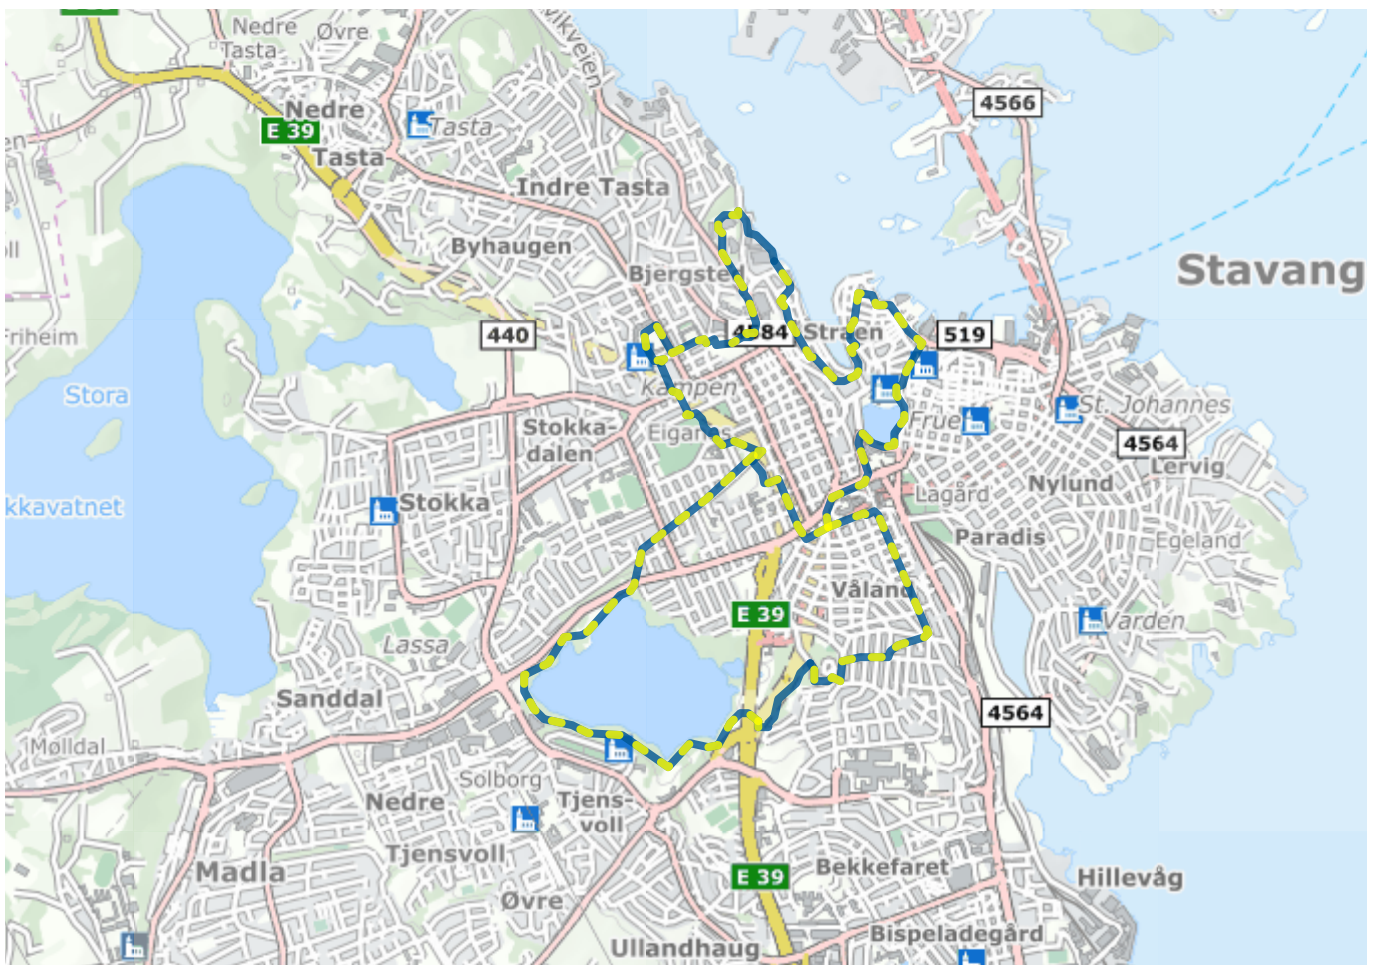 Nedre
Tasta
Øvre
vikveien
4566
Nedre
E 39
Tasta
Tasta
Indre Tasta
Byhaugen
Bjergsted
Stavang
440
4584
Straen
519
Friheim
Kampen
Stora
Stokka-
dalen
Eiganes
Frue
St. Johannes
4564
Lervig
Stokka
kkavatnet
Lagård
Nylund
Paradis
Egeland
Våland
E 39
Varden
Lassa
Sanddal
4564
Mølldal
Solborg
Nedre
Tjensvoll
Tjens-
voll
Madla
Øvre
E 39
Bekkefaret
Hillevåg
Ullandhaug
Bispeladegård